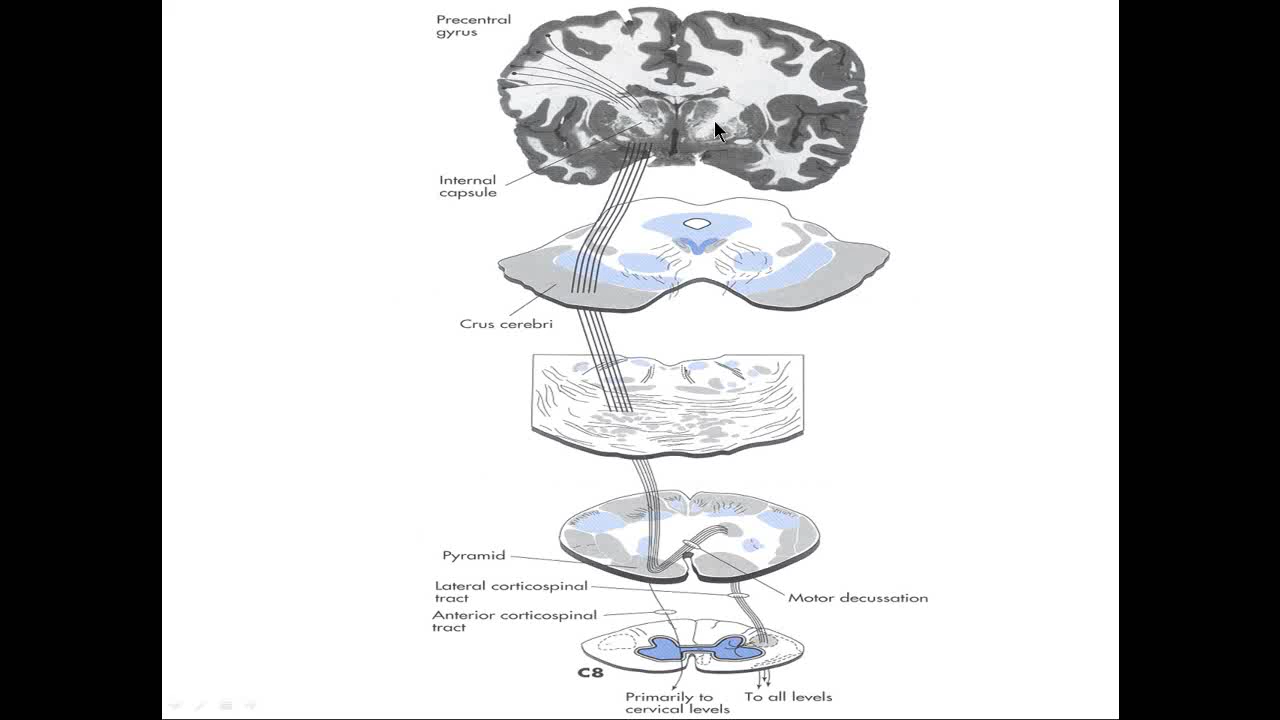 Precentral
gyrus
Internal
capsule
Crus cerebri
Pyramid
Lateral corticospinal
tract
Motor decussation
Anterior corticospinal
tract
C8
Primarily to
cervical levels
To all levels